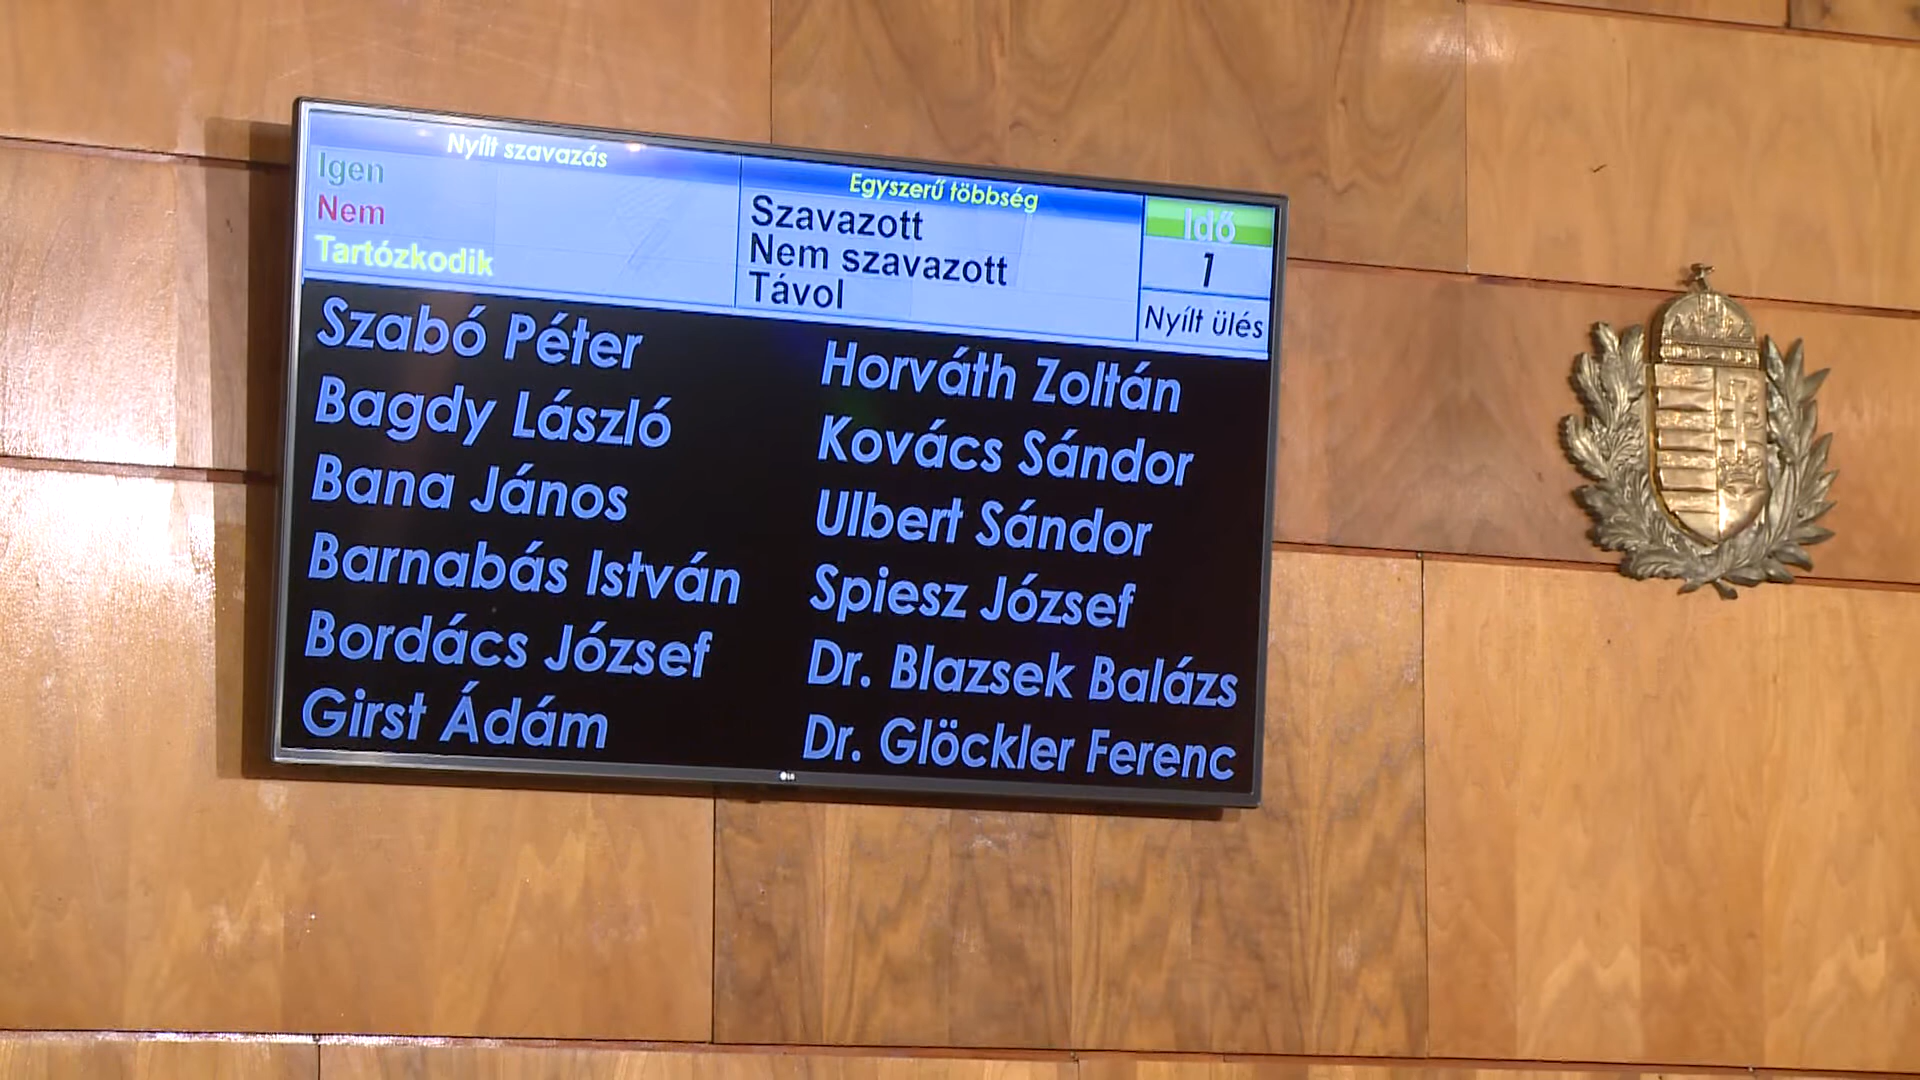 Nyílt szavazás
Igen
Nem
Tartózkodik
Egyszerű többség
Szavazott
Nem szavazott
Távol
Idő
1
Nyílt ülés
Szabó Péter
Bagdy László
Bana János
Barnabás István
Bordács József
Girst Ádám
Horváth Zoltán
Kovács Sándor
Ulbert Sándor
Spiesz József
Dr. Blazsek Balázs
Dr. Glöckler Ferenc
LG